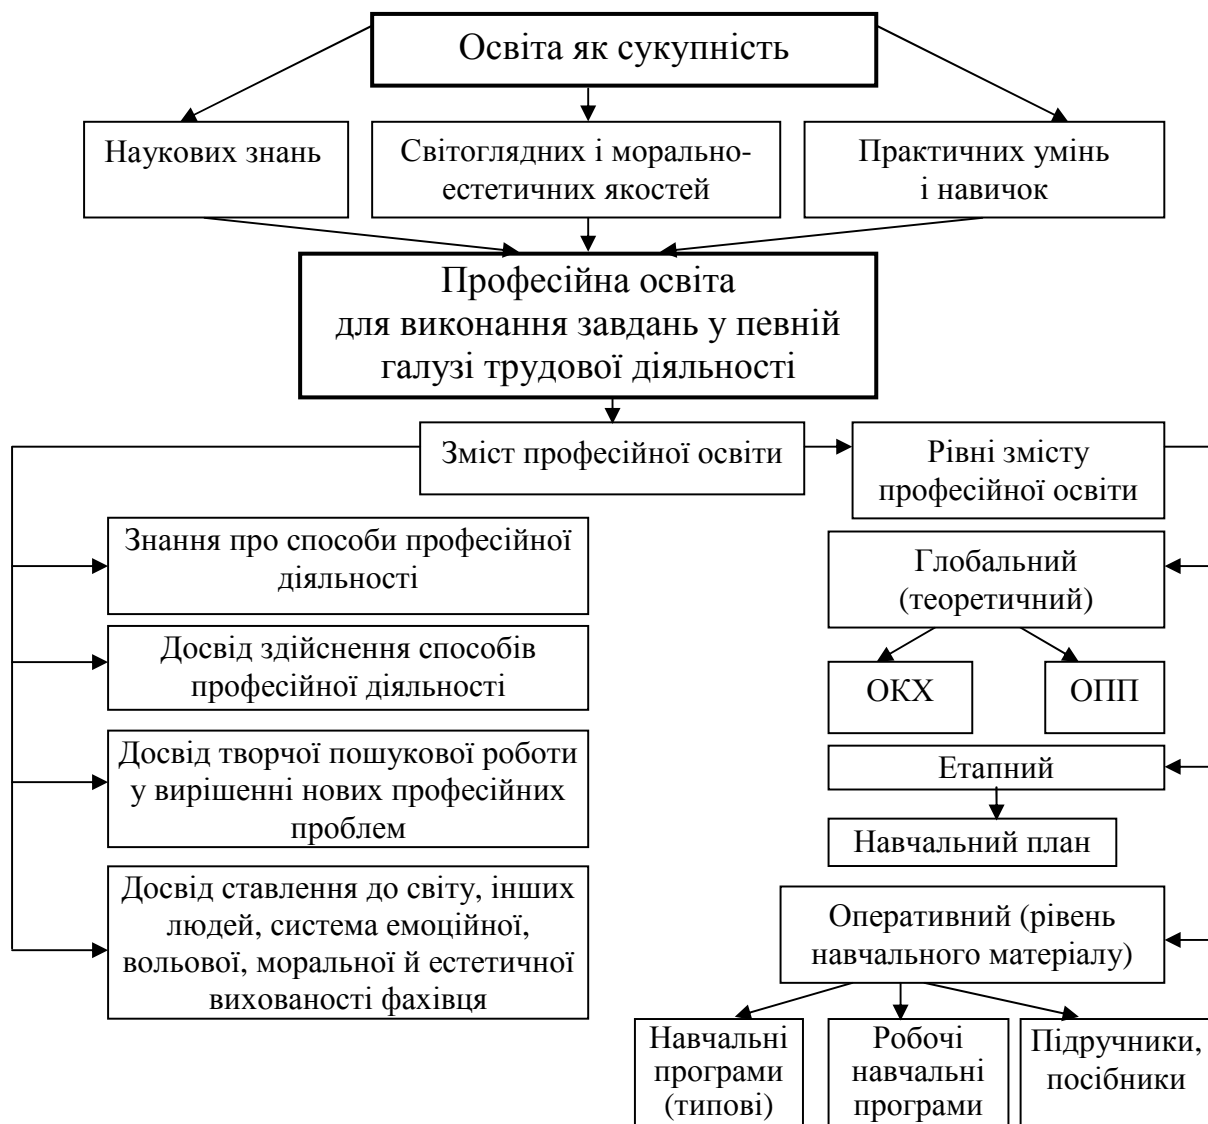 Освіта як сукупність
Наукових знань
Світоглядних і морально-
естетичних якостей
Практичних умінь
і навичок
Професійна освіта
для виконання завдань у певній
галузі трудової діяльності
Зміст професійної освіти
Рівні змісту
професійної освіти
Знання про способи професійної
діяльності
Досвід здійснення способів
професійної діяльності
Досвід творчої пошукової роботи
у вирішенні нових професійних
проблем
Досвід ставлення до світу, інших
людей, система емоційної,
вольової, моральної й естетичної
вихованості фахівця
Глобальний
(теоретичний)
ОКХ
ОПП
Етапний
Навчальний план
Оперативний (рівень
навчального матеріалу)
Навчальні
програми
(типові)
Робочі
навчальні
програми
Підручники,
посібники